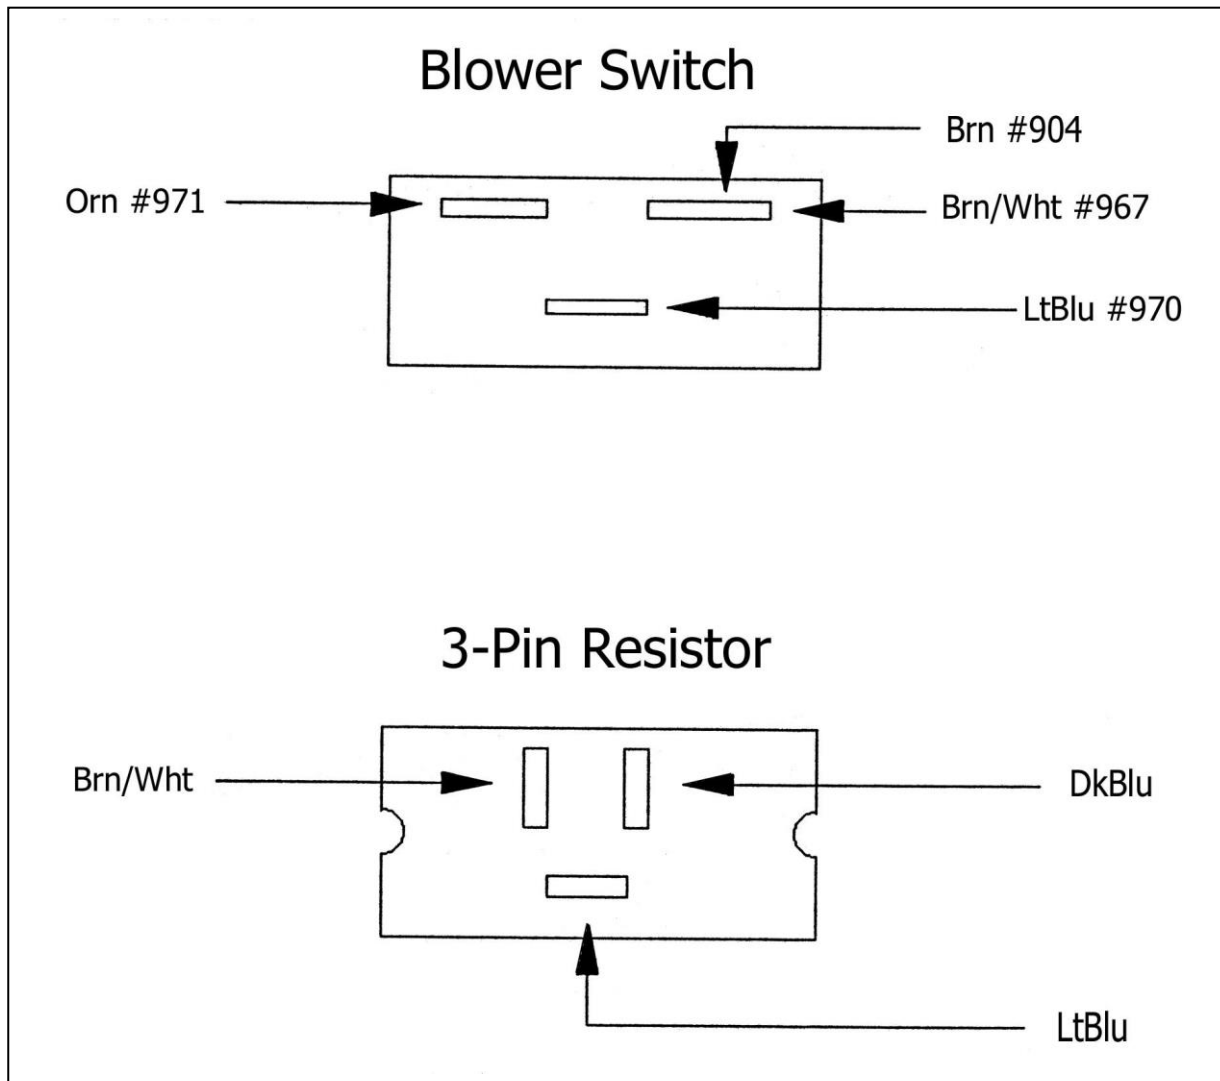 Blower Switch
Brn #904
Orn #971
Brn/Wht #967
LtBlu #970
3-Pin Resistor
Brn/Wht
DkBlu
LtBlu